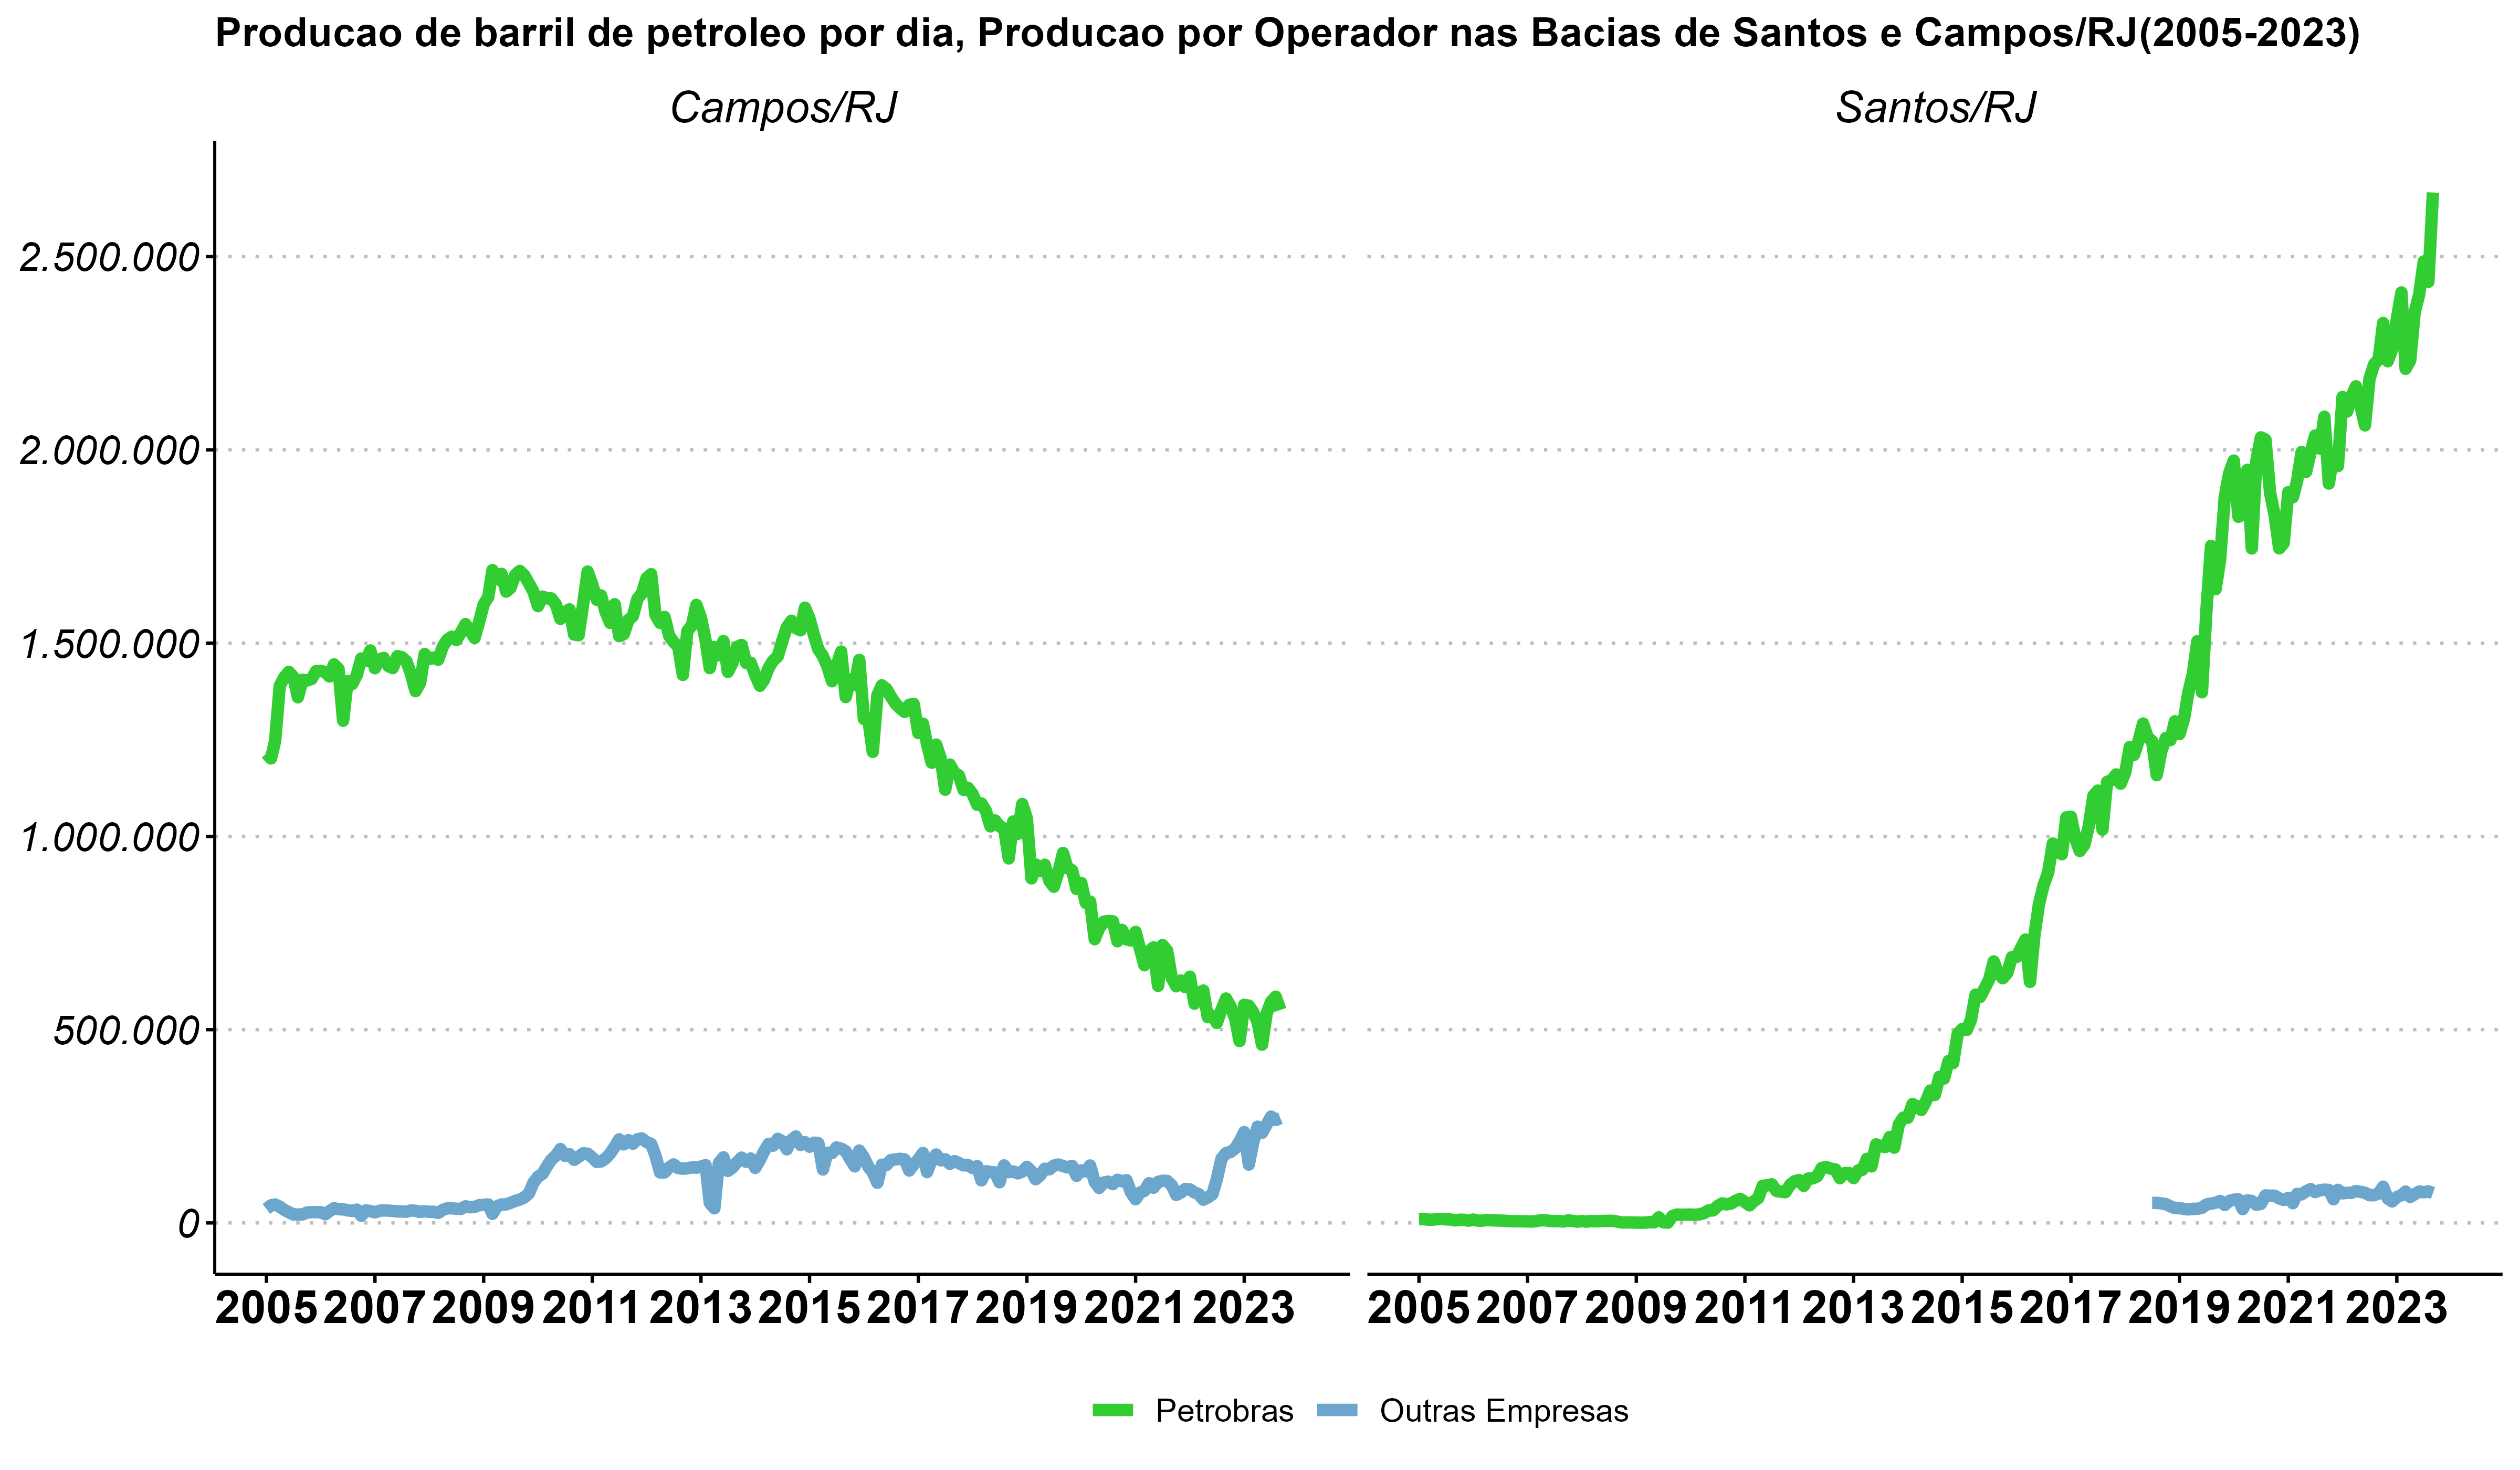 Producao de barril de petroleo por dia, Producao por Operador nas Bacias de Santos e Campos/RJ(2005-2023)
Campos/RJ
Santos/RJ
2.500.000
2.000.000
1.500.000
1.000.000
500.000
0
2005 2007 2009 2011 2013 2015 2017 2019 2021 2023
2005 2007 2009 2011 2013 2015 2017 2019 2021 2023
Petrobras
Outras Empresas